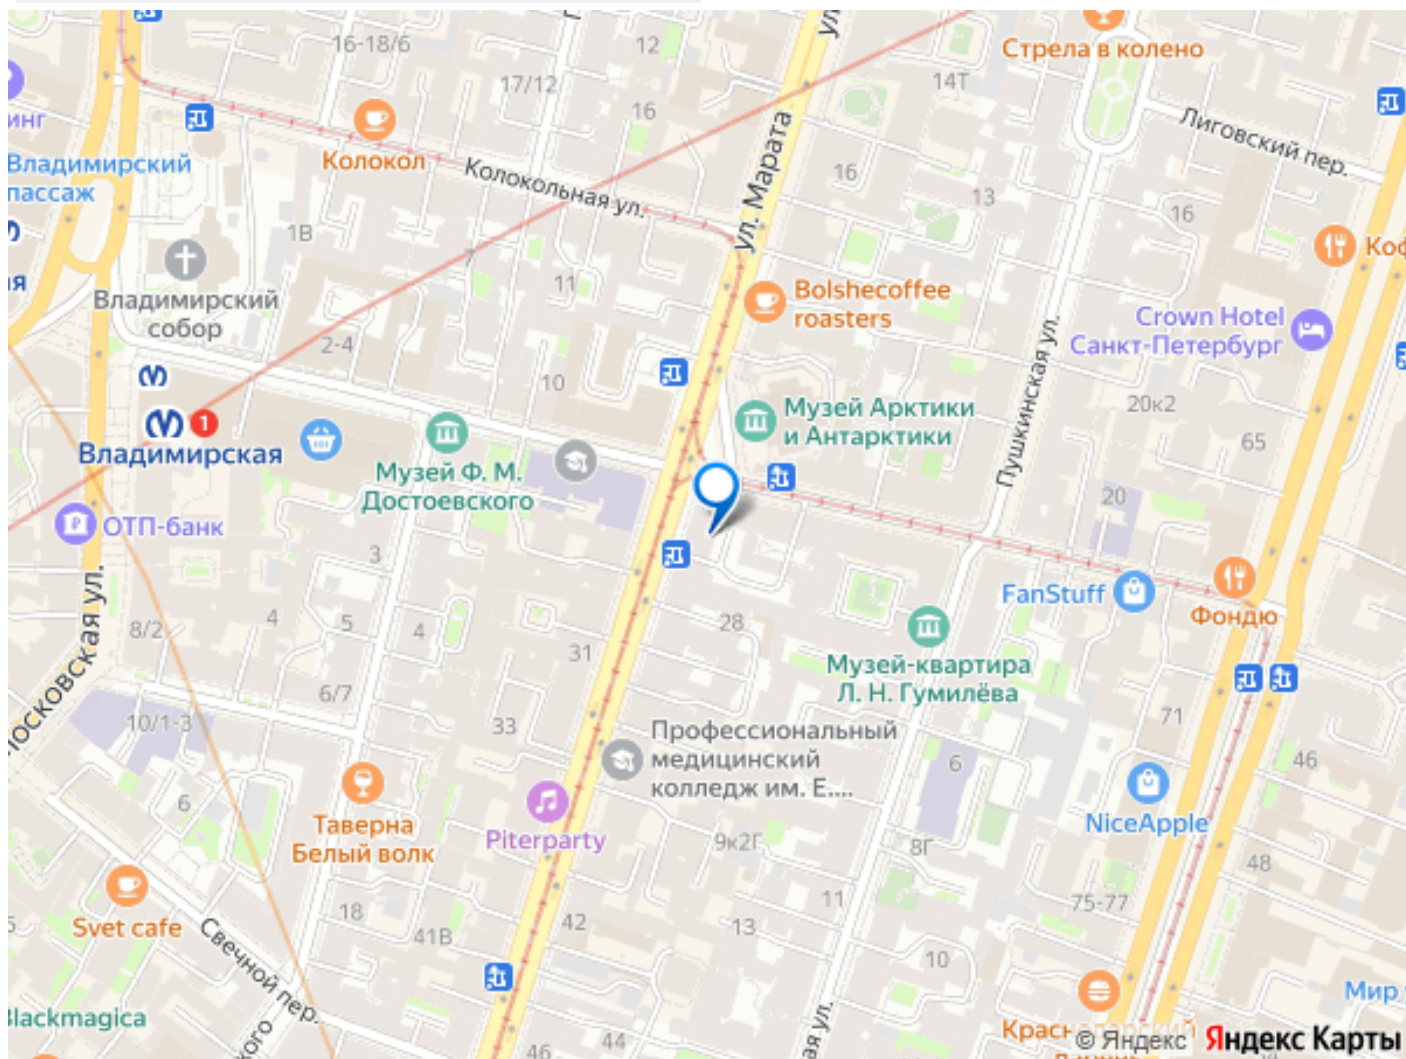 16-18/6
12
Стрела в колено
17/12
14Т
16
инг
Колокол
Лиговский пер.
Владимирский
пассаж
Колокольная ул.
ул. Марата
16
13
16
1В
7
11
Владимирский
собор
Bolshecoffee
roasters
Crown Hotel
Санкт-Петербург
2-4
10
Пушкинская ул.
20к2
65
Музей Арктики
и Антарктики
1
Владимирская
Музей Ф. М.
Достоевского
20
ОТП-банк
3
FanStuff
Фондю
4
5
4
8/2
28
31
Музей-квартира
Л. Н. Гумилёва
6/7
10/1-3
33
71
Профессиональный
медицинский
колледж им. Е....
6
46
6
Таверна
Белый волк
Piterparty
NiceApple
9к2Г
8Г
48
Svet cafe
18
41В
42
13
11
75-77
Свечной пер.
10
Мир
Blackmagica
46
44
© Яндекс Яндекс Карты